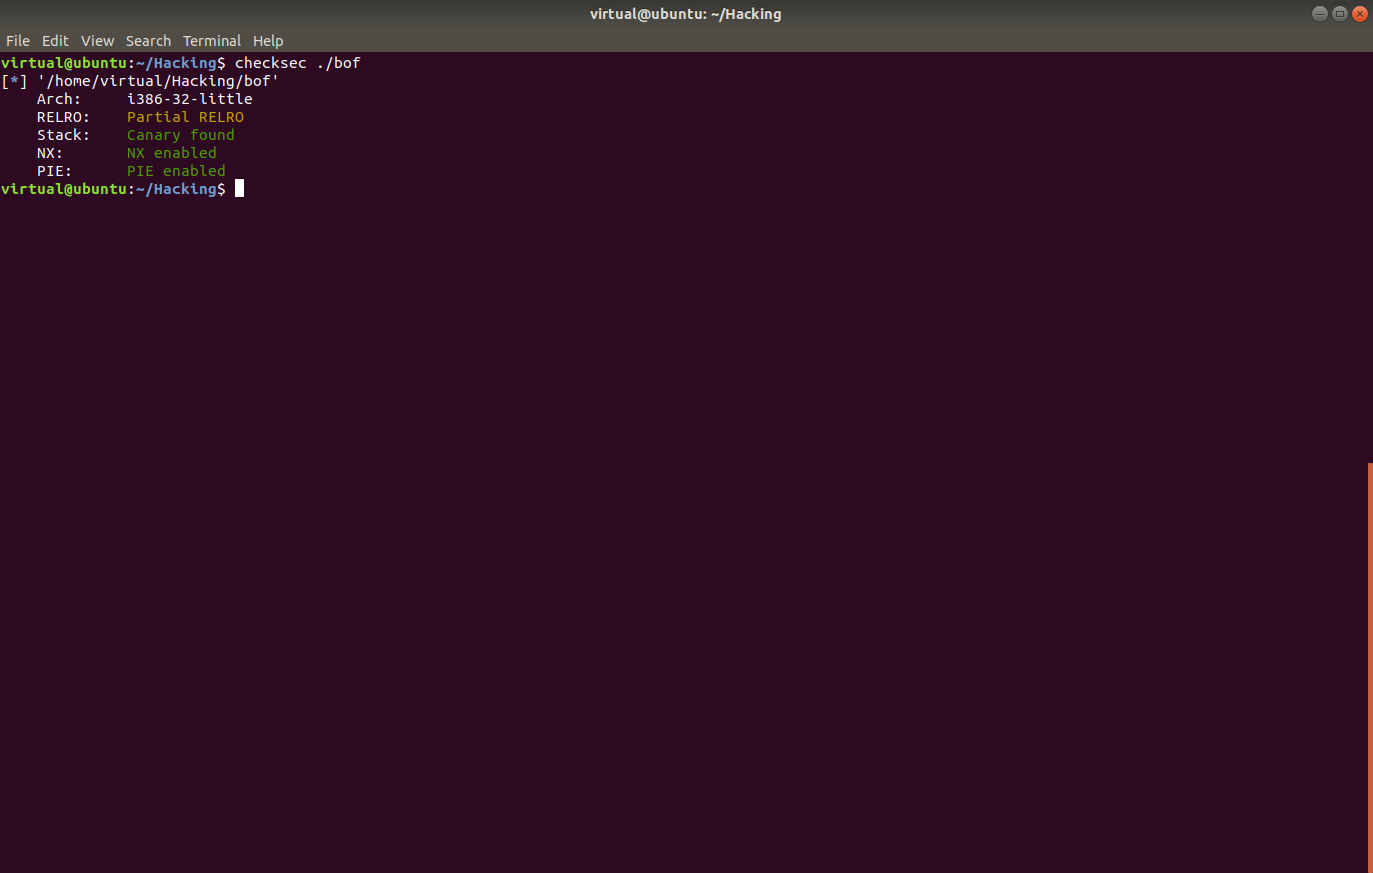 virtual@ubuntu: ~/Hacking
File Edit View Search Terminal Help
virtual@ubuntu:~/Hacking$ checksec ./bof
[*] '/home/virtual/Hacking/bof'
    Arch:     i386-32-little
    RELRO:    Partial RELRO
    Stack:    Canary found
    NX:       NX enabled
    PIE:      PIE enabled
virtual@ubuntu:~/Hacking$